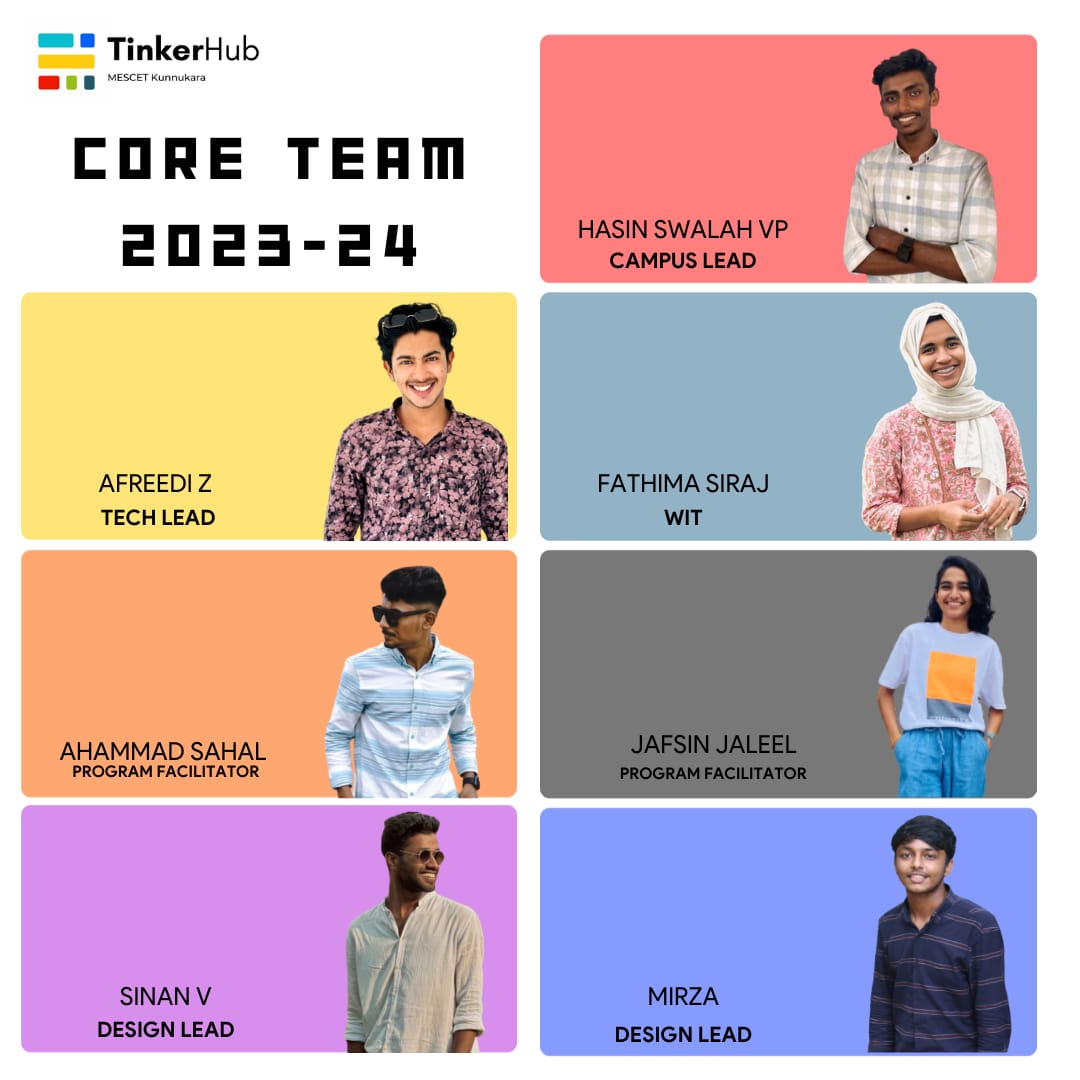 TinkerHub
MESCET Kunnukara
CORE TEAM
2023-24
HASIN SWALAH VP
CAMPUS LEAD
AFREEDI Z
TECH LEAD
FATHIMA SIRAJ
WIT
AHAMMAD SAHAL
PROGRAM FACILITATOR
JAFSIN JALEEL
PROGRAM FACILITATOR
SINAN V
DESIGN LEAD
MIRZA
DESIGN LEAD